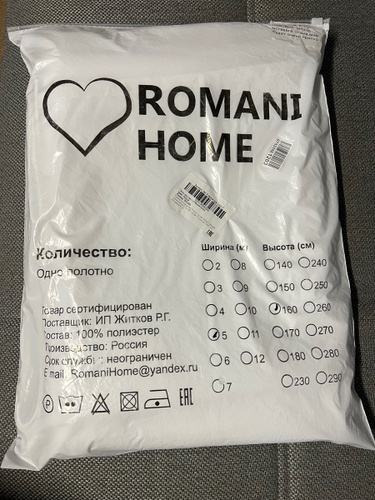 ROMANI
HOME
Количество:
Одно полотно
Ширина (м) Высота (см)
2 8 140 240
3 9 150 250
4 10 160 260
5 11 170 270
6 12 180 280
7 230 290
Товар сертифицирован
Поставщик: ИП Житков Р.Г.
Состав: 100% полиэстер
Производство: Россия
Срок службы: неограничен
E mail: RomaniHome@yandex.ru
EAC